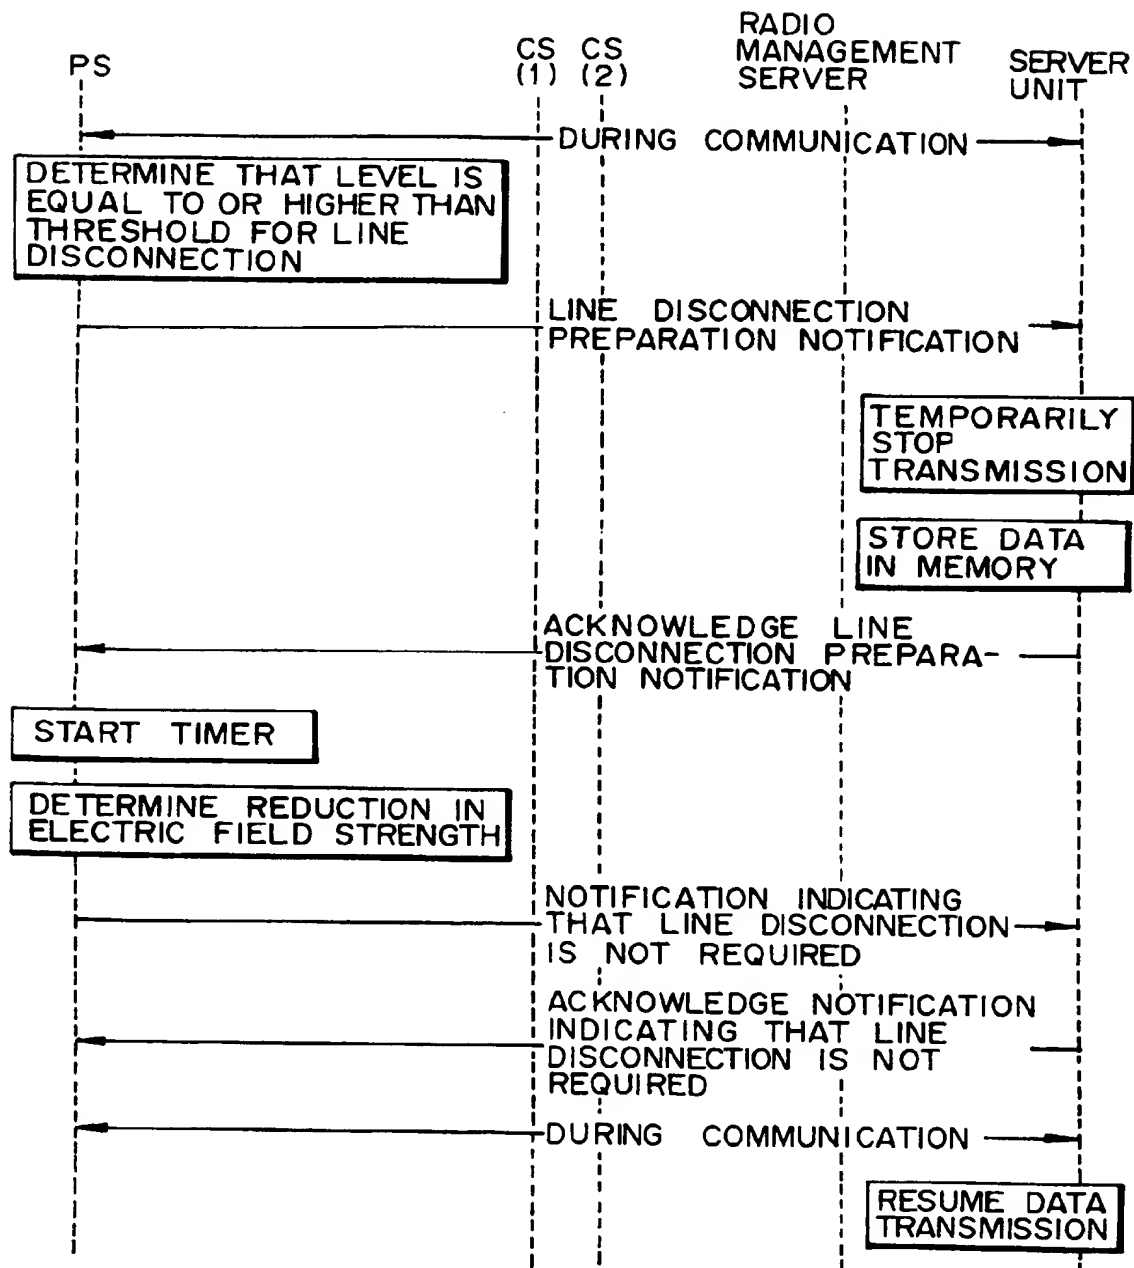 PS
CS
(1)
CS
(2)
RADIO
MANAGEMENT
SERVER
SERVER
UNIT
DURING COMMUNICATION
DETERMINE THAT LEVEL IS
EQUAL TO OR HIGHER THAN
THRESHOLD FOR LINE
DISCONNECTION
LINE DISCONNECTION
PREPARATION NOTIFICATION
TEMPORARILY
STOP
TRANSMISSION
STORE DATA
IN MEMORY
ACKNOWLEDGE LINE
DISCONNECTION PREPARA-
TION NOTIFICATION
START TIMER
DETERMINE REDUCTION IN
ELECTRIC FIELD STRENGTH
NOTIFICATION INDICATING
THAT LINE DISCONNECTION
IS NOT REQUIRED
ACKNOWLEDGE NOTIFICATION
INDICATING THAT LINE
DISCONNECTION IS NOT
REQUIRED
DURING COMMUNICATION
RESUME DATA
TRANSMISSION